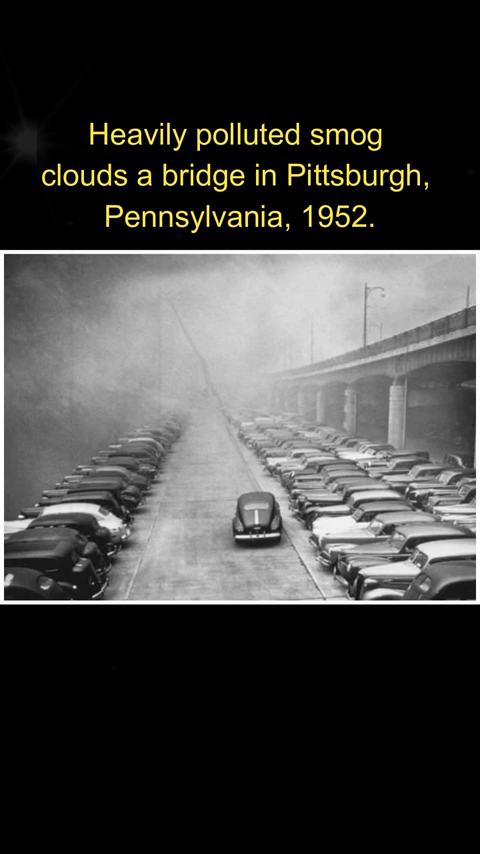 Heavily polluted smog
clouds a bridge in Pittsburgh,
Pennsylvania, 1952.